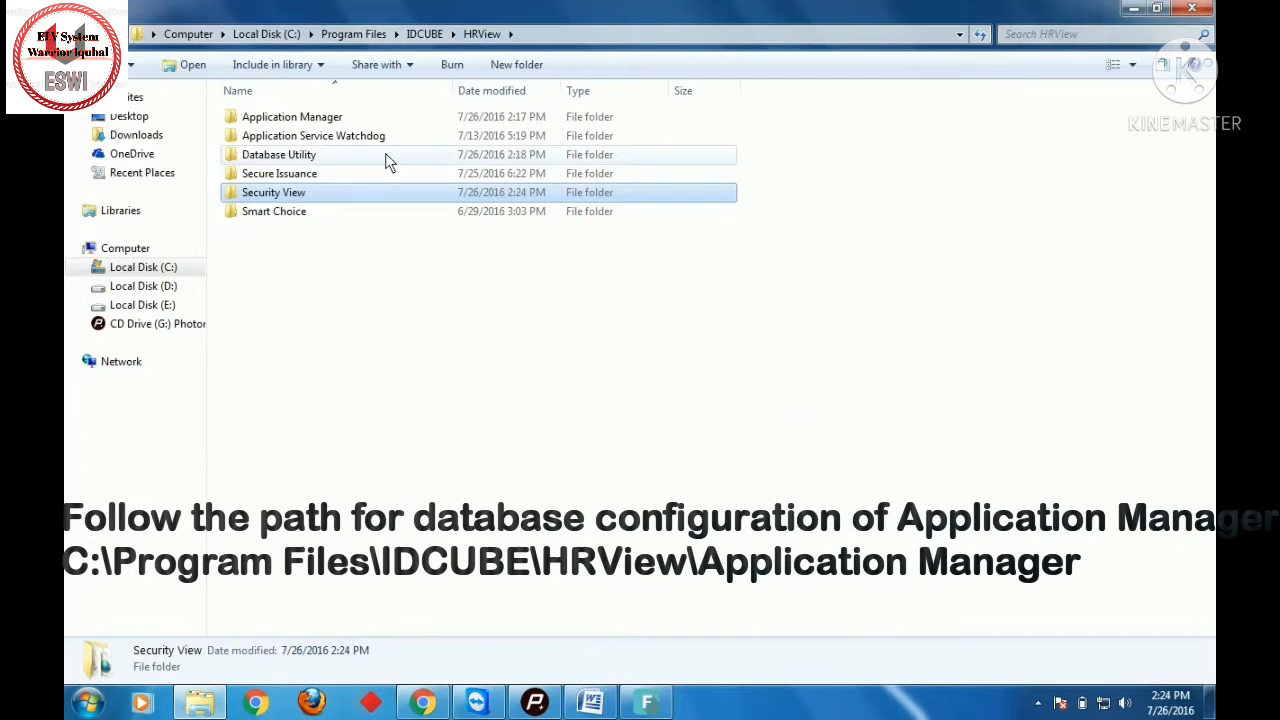 ELV System
Warrior Iqubal
ESWI
Computer
Local Disk (C:)
Program Files
IDCUBE
HRView
Search HRView
Open
Include in library
Share with
Burn
New folder
KINEMASTER
Name
Date modified
Type
Size
Application Manager 7/26/2016 2:17 PM File folder
Application Service Watchdog 7/13/2016 5:19 PM File folder
Database Utility 7/26/2016 2:18 PM File folder
Secure Issuance 7/25/2016 6:22 PM File folder
Security View 7/26/2016 2:24 PM File folder
Smart Choice 6/29/2016 3:03 PM File folder
Desktop
Downloads
OneDrive
Recent Places
Libraries
Computer
Local Disk (C:)
Local Disk (D:)
Local Disk (E:)
CD Drive (G:) Photor
Network
Follow the path for database configuration of Application Manager
C:\Program Files\IDCUBE\HRView\Application Manager
Security View Date modified: 7/26/2016 2:24 PM
File folder
2:24 PM
7/26/2016